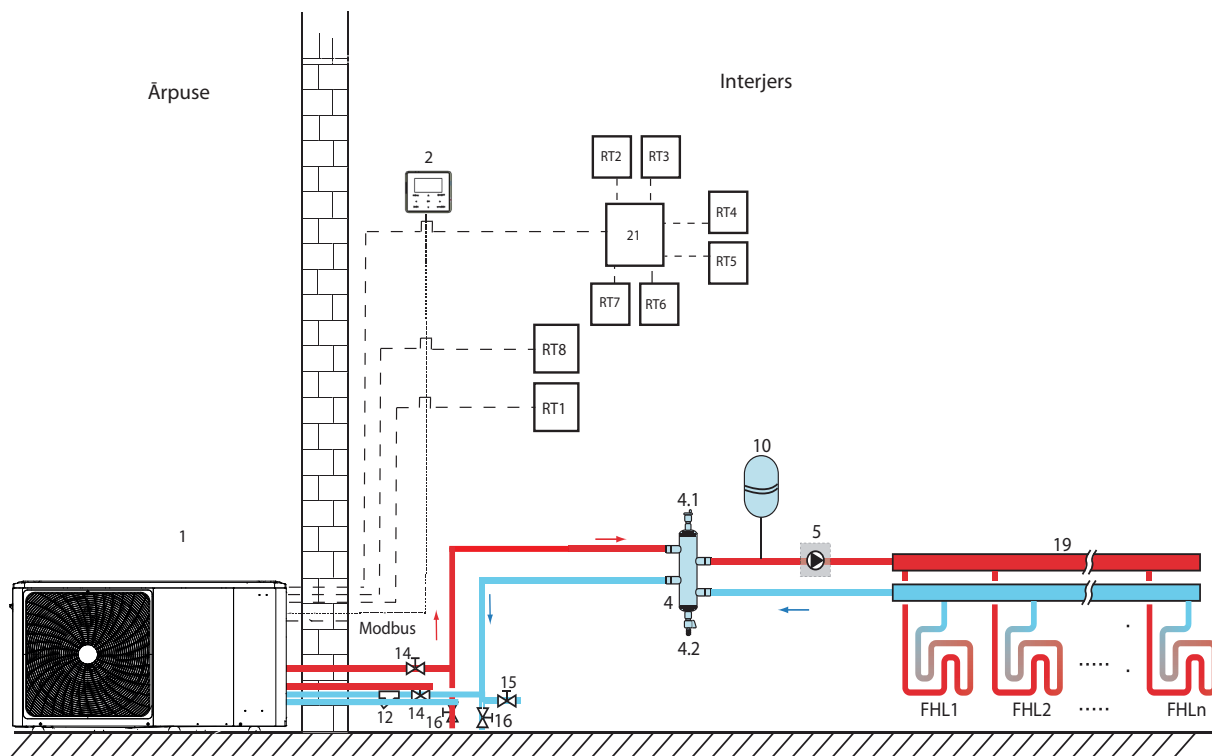 Ārpuse
Interjers
2
RT2
RT3
RT4
21
RT5
RT7
RT6
RT8
RT1
10
4.1
5
19
1
4
4.2
Modbus
14
15
12
14
16
16
FHL1
FHL2
.....
.....
.
FHLn